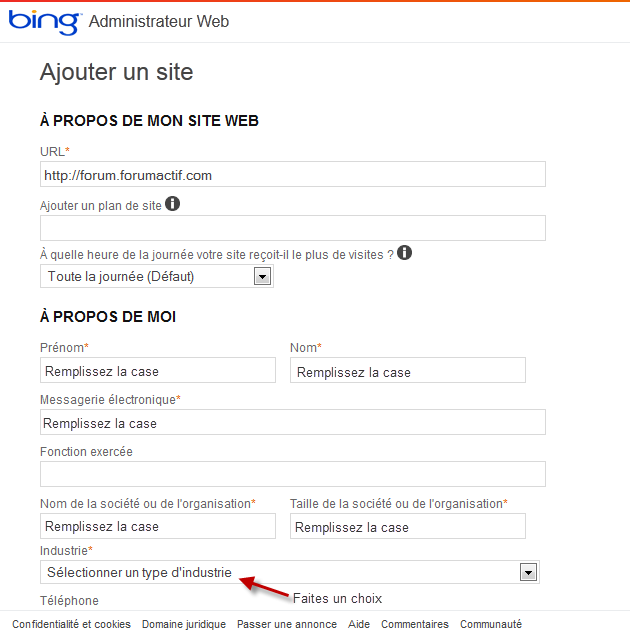 bing Administrateur Web
Ajouter un site
À PROPOS DE MON SITE WEB
URL*
http://forum.forumactif.com
Ajouter un plan de site
À quelle heure de la journée votre site reçoit-il le plus de visites ?
Toute la journée (Défaut)
À PROPOS DE MOI
Prénom* Nom*
Remplissez la case Remplissez la case
Messagerie électronique*
Remplissez la case
Fonction exercée
Nom de la société ou de l'organisation* Taille de la société ou de l'organisation*
Remplissez la case Remplissez la case
Industrie*
Sélectionner un type d'industrie
Faites un choix
Téléphone
Confidentialité et cookies Domaine juridique Passer une annonce Aide Commentaires Communauté